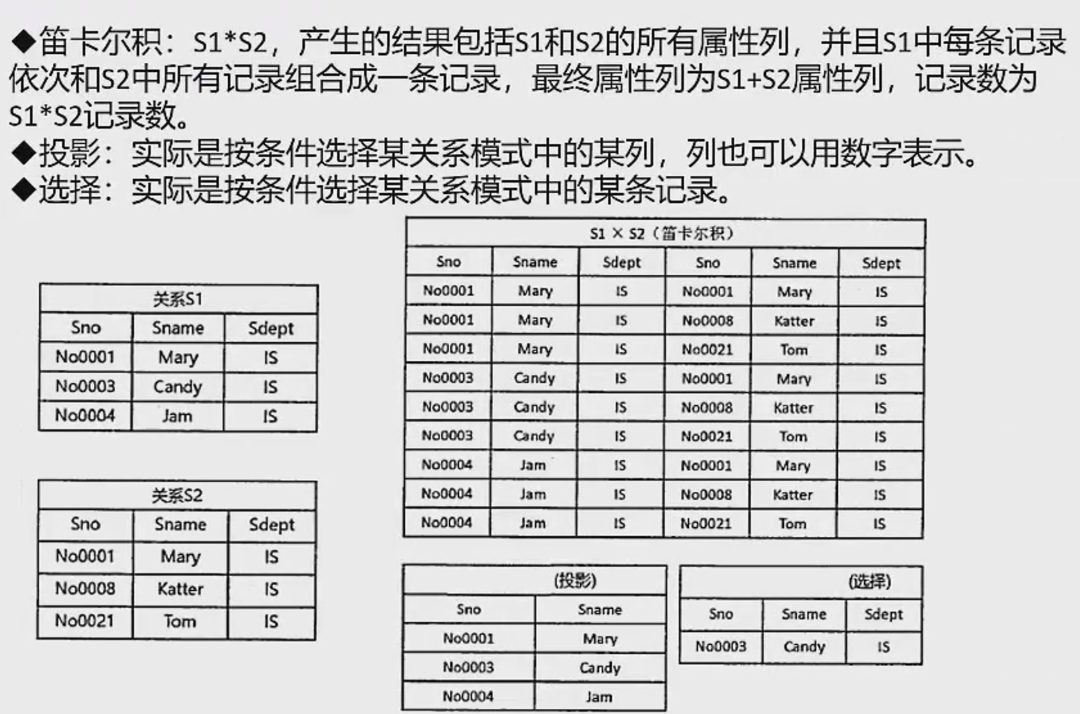 ◆笛卡尔积：S1*S2，产生的结果包括S1和S2的所有属性列，并且S1中每条记录
依次和S2中所有记录组合成一条记录，最终属性列为S1+S2属性列，记录数为
S1*S2记录数。
◆投影：实际是按条件选择某关系模式中的某列，列也可以用数字表示。
◆选择：实际是按条件选择某关系模式中的某条记录。
关系S1
Sno Sname Sdept
No0001 Mary IS
No0003 Candy IS
No0004 Jam IS
关系S2
Sno Sname Sdept
No0001 Mary IS
No0008 Katter IS
No0021 Tom IS
S1 × S2（笛卡尔积）
Sno Sname Sdept Sno Sname Sdept
No0001 Mary IS No0001 Mary IS
No0001 Mary IS No0008 Katter IS
No0001 Mary IS No0021 Tom IS
No0003 Candy IS No0001 Mary IS
No0003 Candy IS No0008 Katter IS
No0003 Candy IS No0021 Tom IS
No0004 Jam IS No0001 Mary IS
No0004 Jam IS No0008 Katter IS
No0004 Jam IS No0021 Tom IS
(投影)
Sno Sname
No0001 Mary
No0003 Candy
No0004 Jam
(选择)
Sno Sname Sdept
No0003 Candy IS